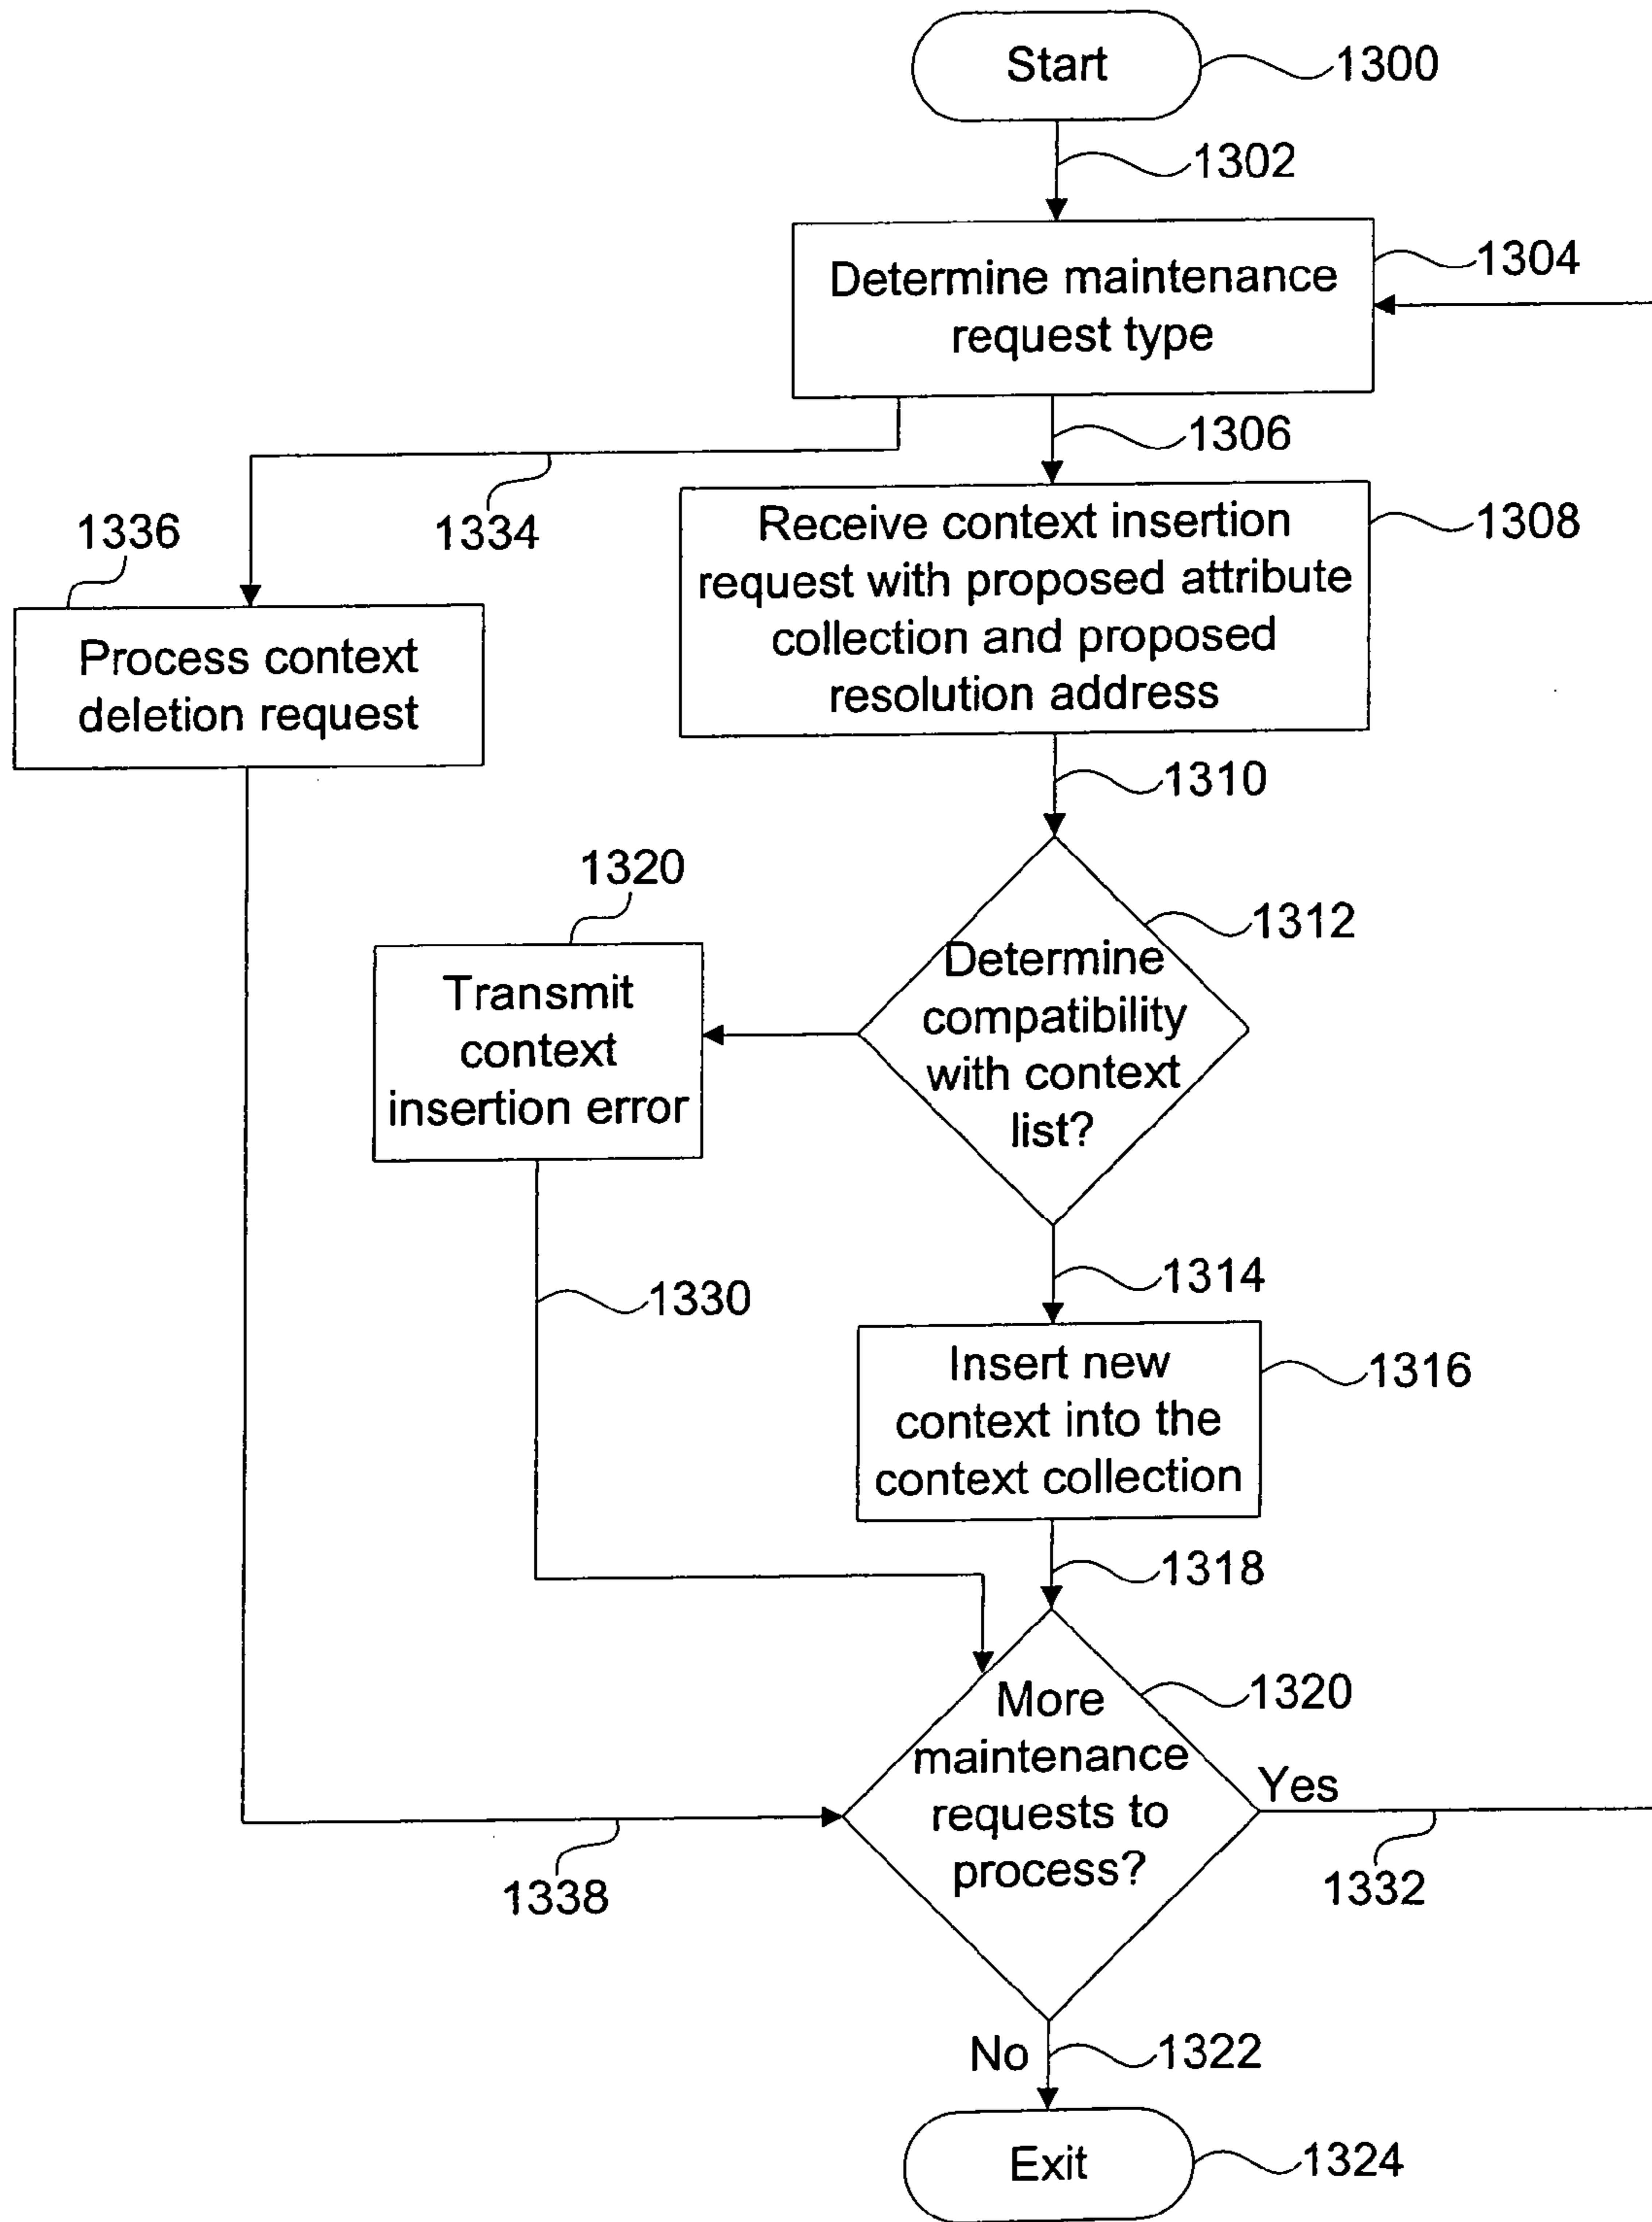 Start
1300
1302
Determine maintenance
request type
1304
1306
1334
Receive context insertion
request with proposed attribute
collection and proposed
resolution address
1308
1336
Process context
deletion request
1310
1320
Transmit
context
insertion error
Determine
compatibility
with context
list?
1312
1314
1330
Insert new
context into the
context collection
1316
1318
More
maintenance
requests to
process?
1320
Yes
1332
1338
No
1322
Exit
1324